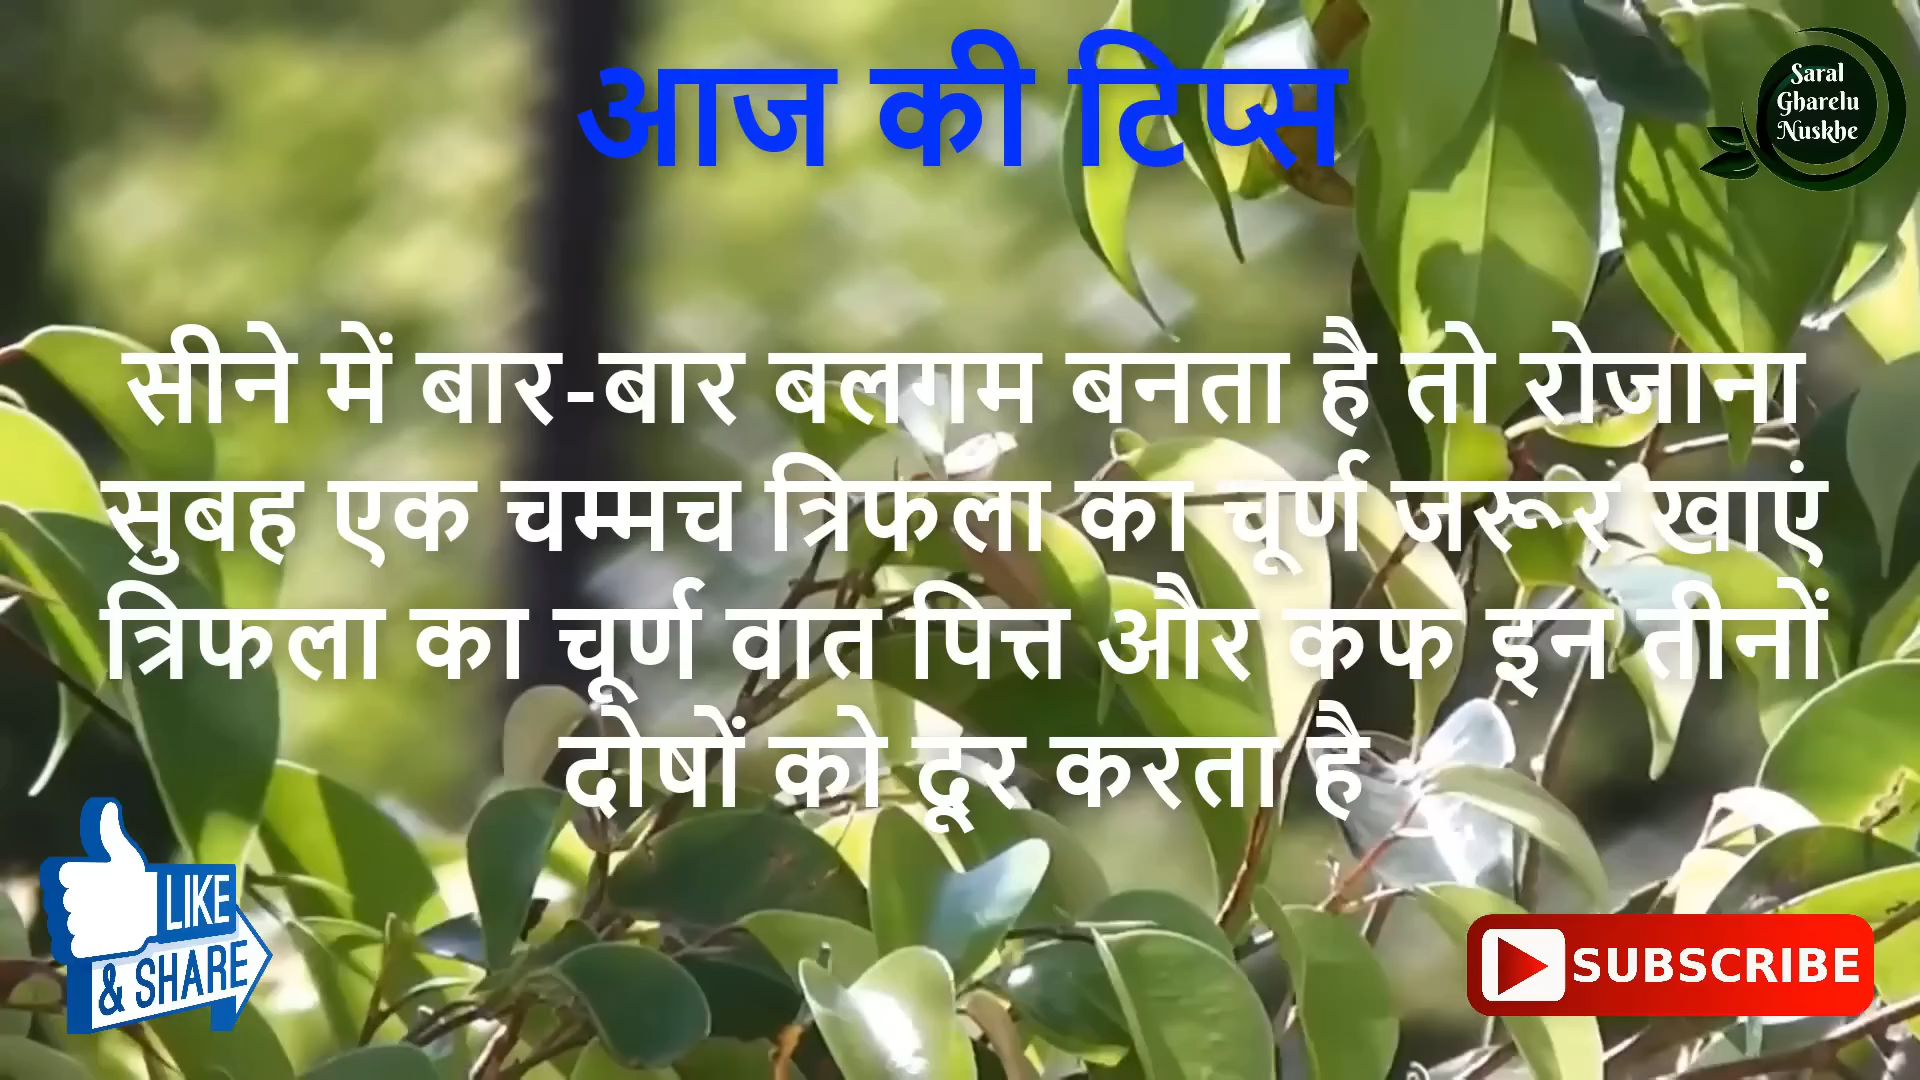 आज की टिप्स
Saral
Gharelu
Nuskhe
सीने में बार-बार बलगम बनता है तो रोजाना
सुबह एक चम्मच त्रिफला का चूर्ण जरूर खाएं
त्रिफला का चूर्ण वात पित्त और कफ इन तीनों
दोषों को दूर करता है
LIKE
& SHARE
SUBSCRIBE